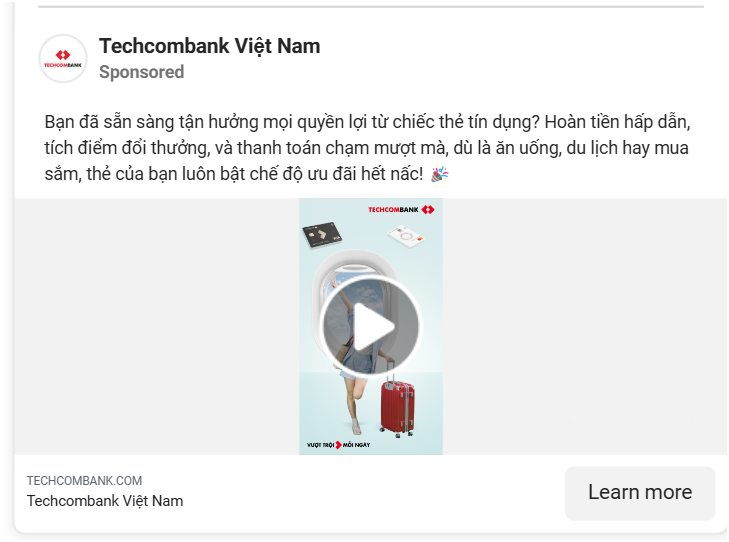 TECHCOMBANK
Techcombank Việt Nam
Sponsored
Bạn đã sẵn sàng tận hưởng mọi quyền lợi từ chiếc thẻ tín dụng? Hoàn tiền hấp dẫn,
tích điểm đổi thưởng, và thanh toán chạm mượt mà, dù là ăn uống, du lịch hay mua
sắm, thẻ của bạn luôn bật chế độ ưu đãi hết nấc! 🎉
TECHCOMBANK
VƯỢT TRỘI MỖI NGÀY
TECHCOMBANK.COM
Techcombank Việt Nam
Learn more